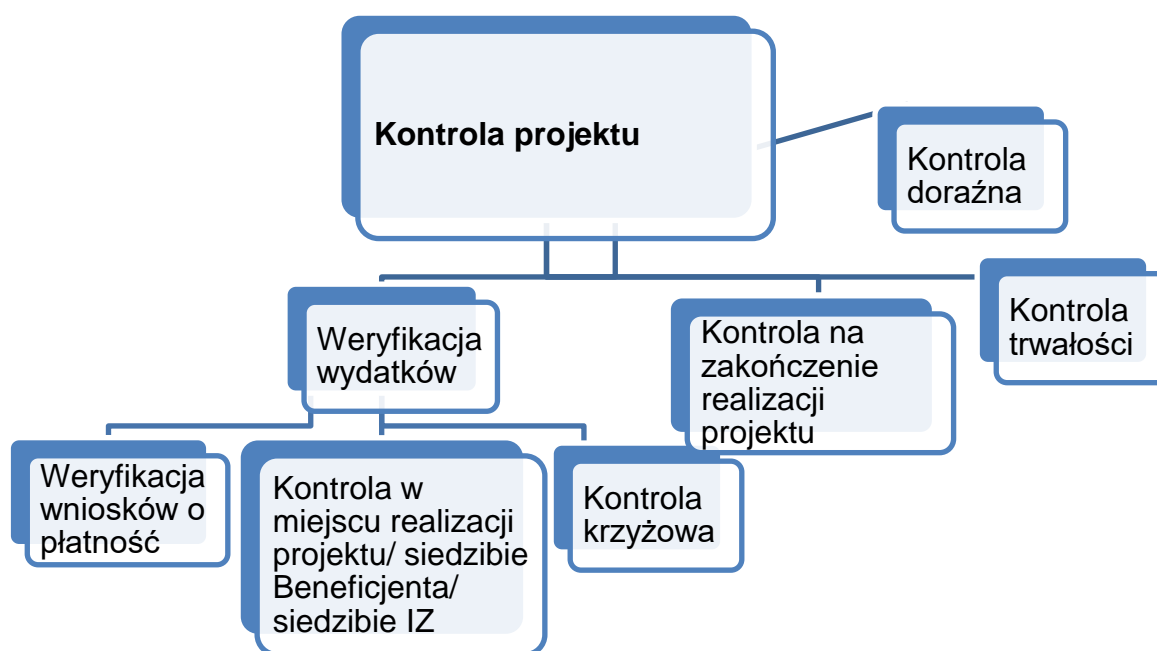 Kontrola projektu
Kontrola
doraźna
Weryfikacja
wydatków
Kontrola na
zakończenie
realizacji
projektu
Kontrola
trwałości
Weryfikacja
wniosków o
płatność
Kontrola w
miejscu realizacji
projektu/ siedzibie
Beneficjenta/
siedzibie IZ
Kontrola
krzyżowa